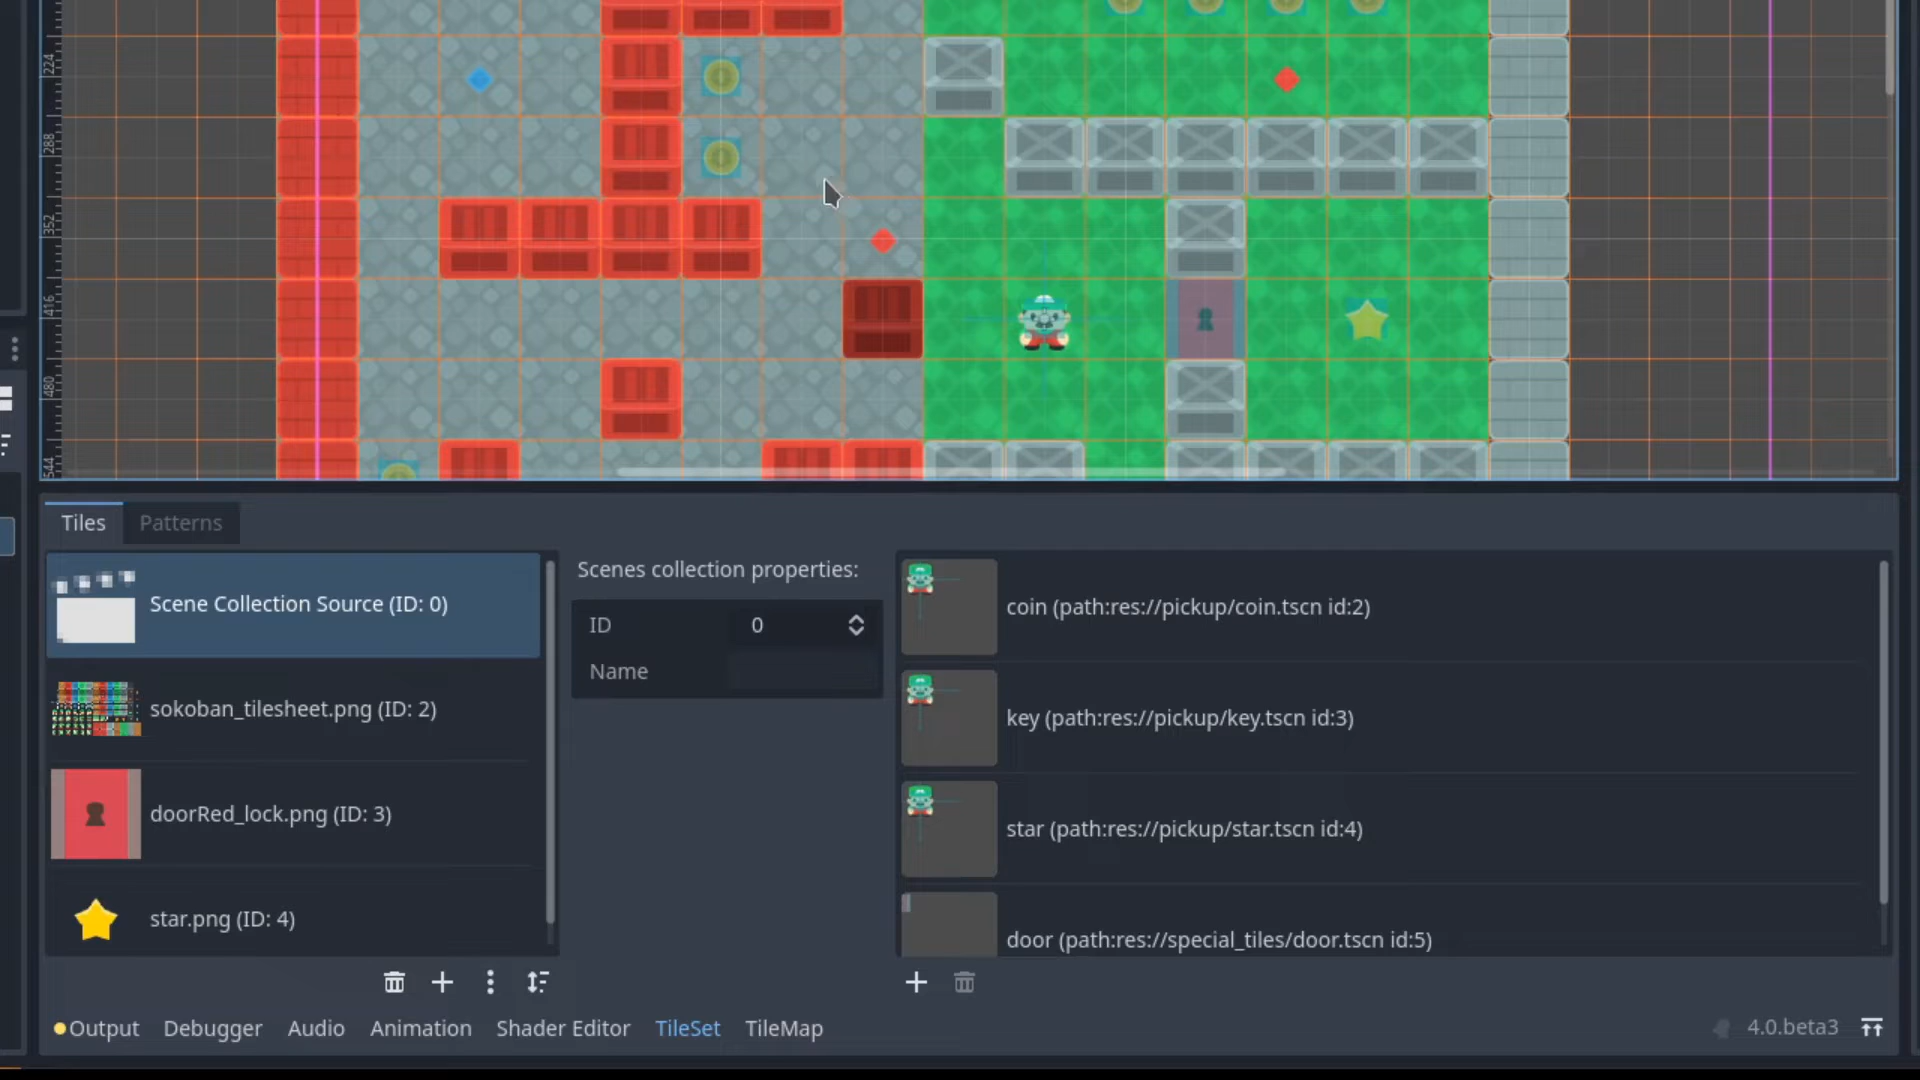 224
288
352
416
480
544
Tiles
Patterns
Scene Collection Source (ID: 0)
sokoban_tilesheet.png (ID: 2)
doorRed_lock.png (ID: 3)
star.png (ID: 4)
Scenes collection properties:
ID
0
Name
coin (path:res://pickup/coin.tscn id:2)
key (path:res://pickup/key.tscn id:3)
star (path:res://pickup/star.tscn id:4)
door (path:res://special_tiles/door.tscn id:5)
Output
Debugger
Audio
Animation
Shader Editor
TileSet
TileMap
4.0.beta3